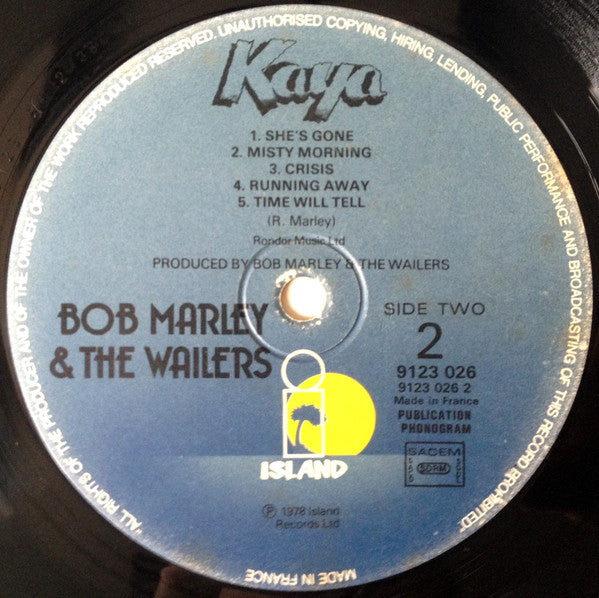 Kaya
1. SHE'S GONE
2. MISTY MORNING
3. CRISIS
4. RUNNING AWAY
5. TIME WILL TELL
(R. Marley)
Rondor Music Ltd
PRODUCED BY BOB MARLEY & THE WAILERS
BOB MARLEY
& THE WAILERS
SIDE TWO
2
9123 026
9123 026 2
Made in France
PUBLICATION
PHONOGRAM
SACEM
SDRM
ISLAND
℗ 1978 Island
Records Ltd
ALL RIGHTS OF THE PRODUCER AND OF THE OWNER OF THE WORK REPRODUCED RESERVED. UNAUTHORISED COPYING, HIRING, LENDING, PUBLIC PERFORMANCE AND BROADCASTING OF THIS RECORD PROHIBITED.
MADE IN FRANCE